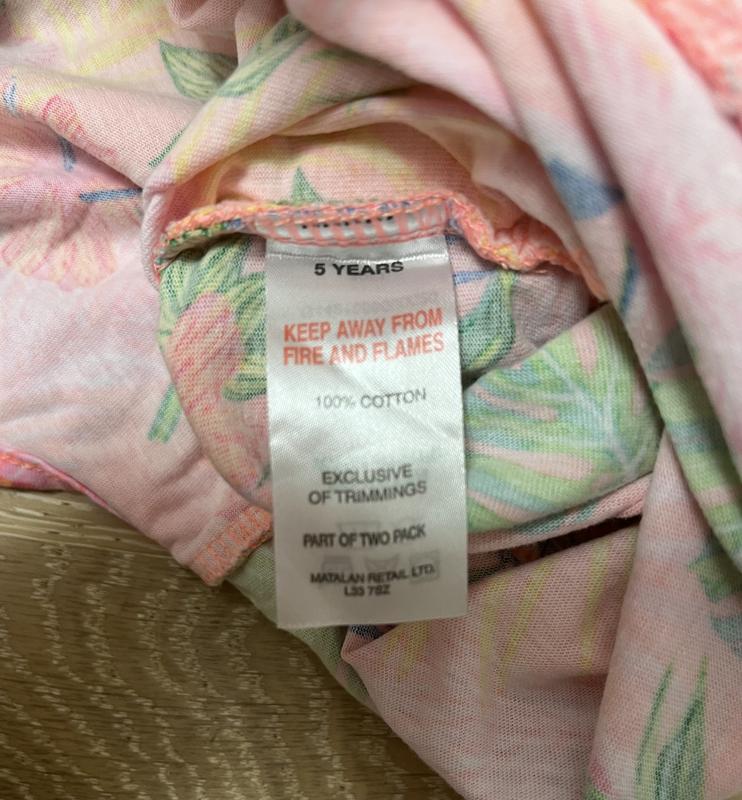 5 YEARS
KEEP AWAY FROM
FIRE AND FLAMES
100% COTTON
EXCLUSIVE
OF TRIMMINGS
PART OF TWO PACK
MATALAN RETAIL LTD.
L33 7SZ